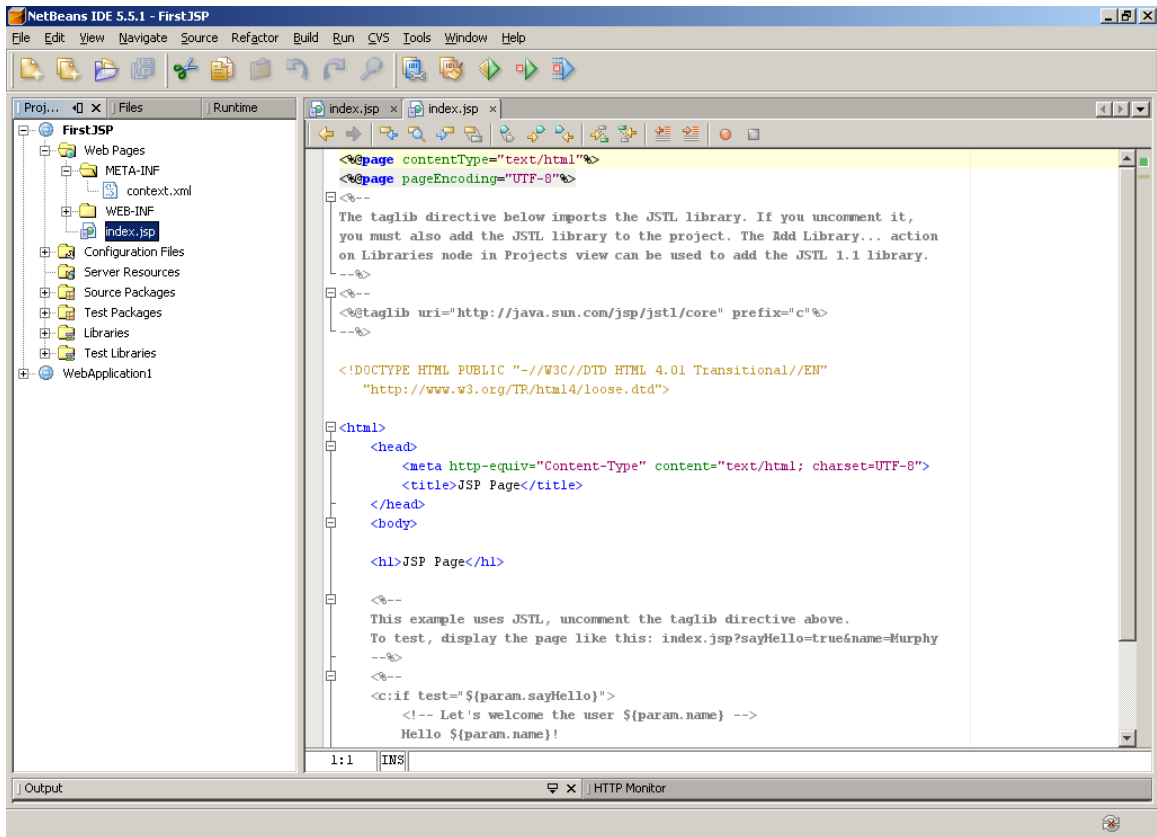 NetBeans IDE 5.5.1 - FirstJSP
File Edit View Navigate Source Refactor Build Run CVS Tools Window Help
Proj... Files Runtime
FirstJSP
Web Pages
META-INF
context.xml
WEB-INF
index.jsp
Configuration Files
Server Resources
Source Packages
Test Packages
Libraries
Test Libraries
WebApplication1
index.jsp index.jsp
<%@page contentType="text/html"%>
<%@page pageEncoding="UTF-8"%>
<%--
The taglib directive below imports the JSTL library. If you uncomment it,
you must also add the JSTL library to the project. The Add Library... action
on Libraries node in Projects view can be used to add the JSTL 1.1 library.
--%>
<%--
<%@taglib uri="http://java.sun.com/jsp/jstl/core" prefix="c"%>
--%>
<!DOCTYPE HTML PUBLIC "-//W3C//DTD HTML 4.01 Transitional//EN"
"http://www.w3.org/TR/html4/loose.dtd">
<html>
<head>
<meta http-equiv="Content-Type" content="text/html; charset=UTF-8">
<title>JSP Page</title>
</head>
<body>
<h1>JSP Page</h1>
<%--
This example uses JSTL, uncomment the taglib directive above.
To test, display the page like this: index.jsp?sayHello=true&name=Murphy
--%>
<%--
<c:if test="${param.sayHello}">
<!-- Let's welcome the user ${param.name} -->
Hello ${param.name}!
1:1 INS
Output HTTP Monitor